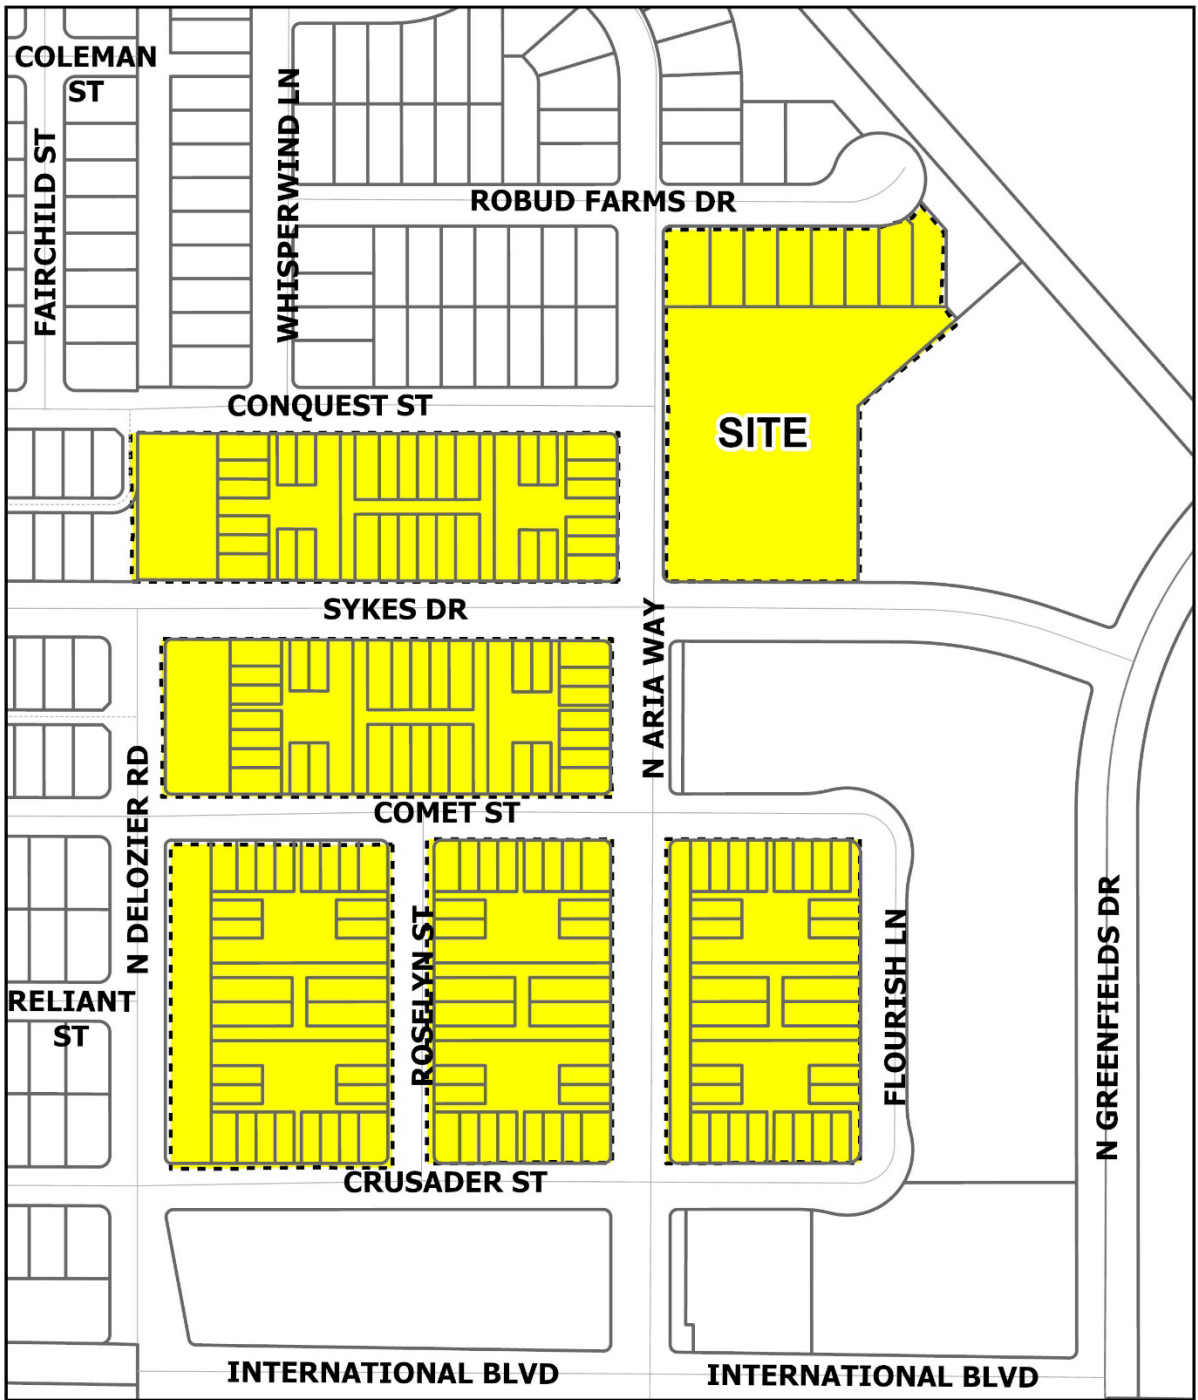 COLEMAN
ST
FAIRCHILD ST
WHISPERWIND LN
ROBUD FARMS DR
CONQUEST ST
SITE
SYKES DR
N ARIA WAY
N DELOZIER RD
COMET ST
ROSELYN ST
FLOURISH LN
N GREENFIELDS DR
RELIANT
ST
CRUSADER ST
INTERNATIONAL BLVD
INTERNATIONAL BLVD